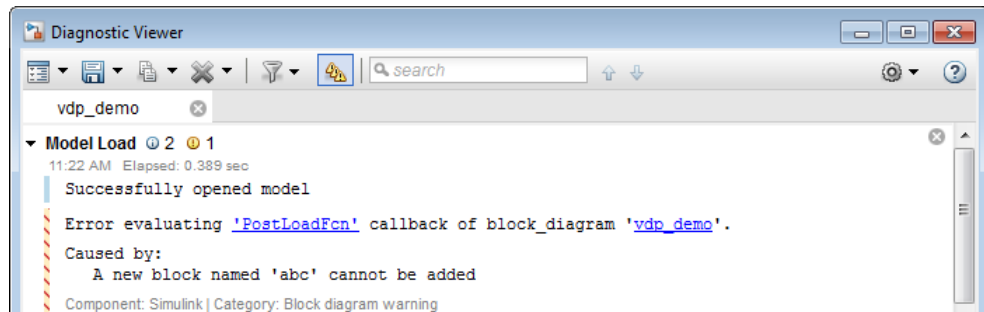 Diagnostic Viewer
search
vdp_demo
Model Load 2 1
11:22 AM Elapsed: 0.389 sec
Successfully opened model
Error evaluating 'PostLoadFcn' callback of block_diagram 'vdp_demo'.
Caused by:
A new block named 'abc' cannot be added
Component: Simulink | Category: Block diagram warning